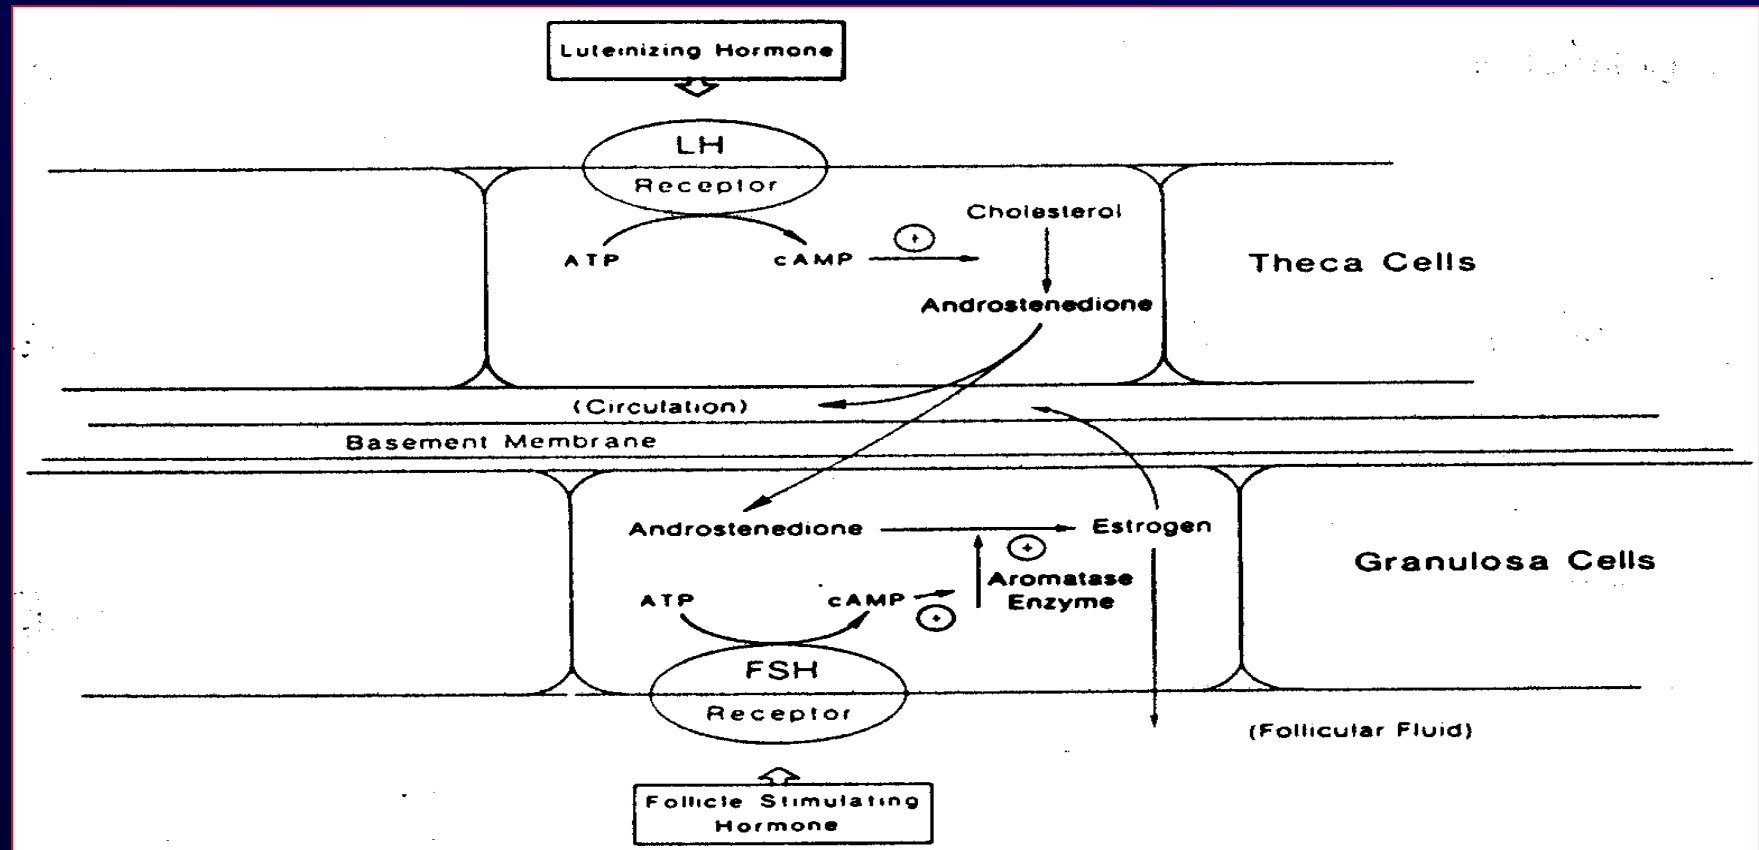 Luteinizing Hormone
LH
Receptor
Cholesterol
ATP
cAMP
+
Theca Cells
Androstenedione
(Circulation)
Basement Membrane
Androstenedione
Estrogen
+
Granulosa Cells
Aromatase
Enzyme
ATP
cAMP
+
FSH
Receptor
(Follicular Fluid)
Follicle Stimulating
Hormone